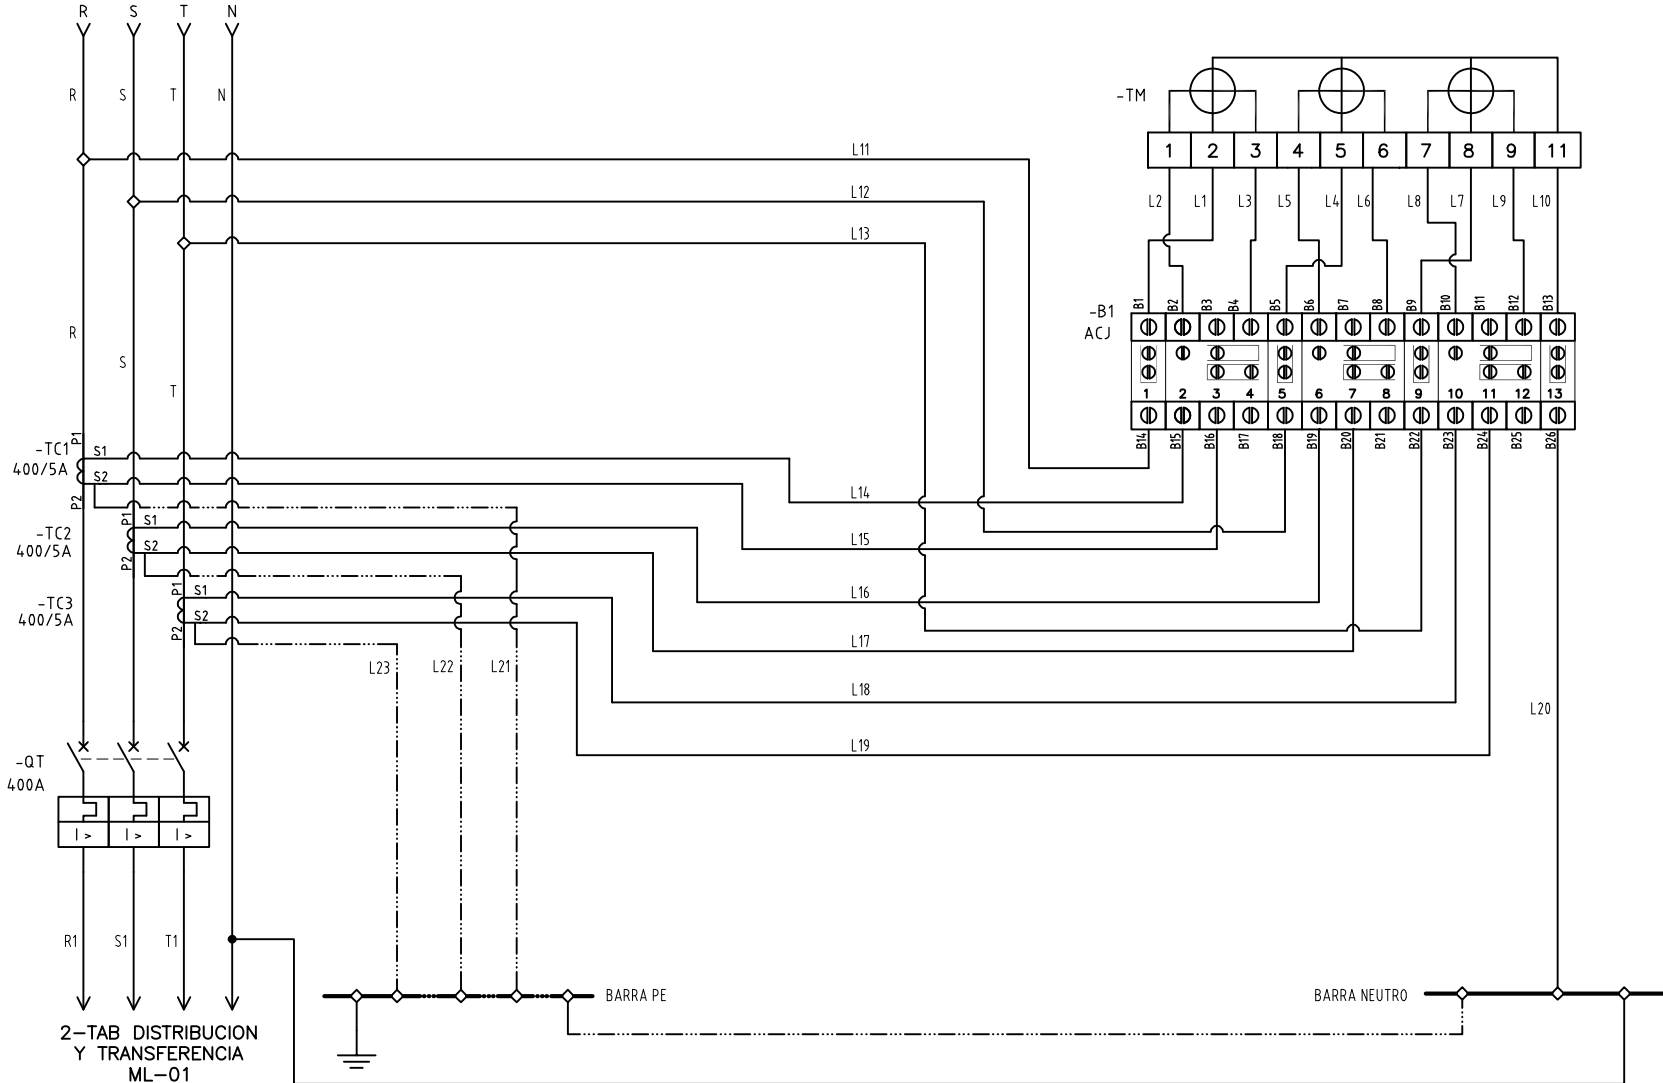 R S T N
R S T N
-TM
1 2 3 4 5 6 7 8 9 11
L11
L12
L13
L2 L1 L3 L5 L4 L6 L8 L7 L9 L10
-B1
ACJ
B1 B2 B3 B4 B5 B6 B7 B8 B9 B10 B11 B12 B13
1 2 3 4 5 6 7 8 9 10 11 12 13
B14 B15 B16 B17 B18 B19 B20 B21 B22 B23 B24 B25 B26
R
S
T
-TC1
400/5A
P1
S1
S2
P2
-TC2
400/5A
P1
S1
S2
P2
-TC3
400/5A
P1
S1
S2
P2
L14
L15
L16
L17
L18
L19
L20
L23 L22 L21
-QT
400A
I > I > I >
R1 S1 T1
BARRA PE
BARRA NEUTRO
2-TAB DISTRIBUCION
Y TRANSFERENCIA
ML-01